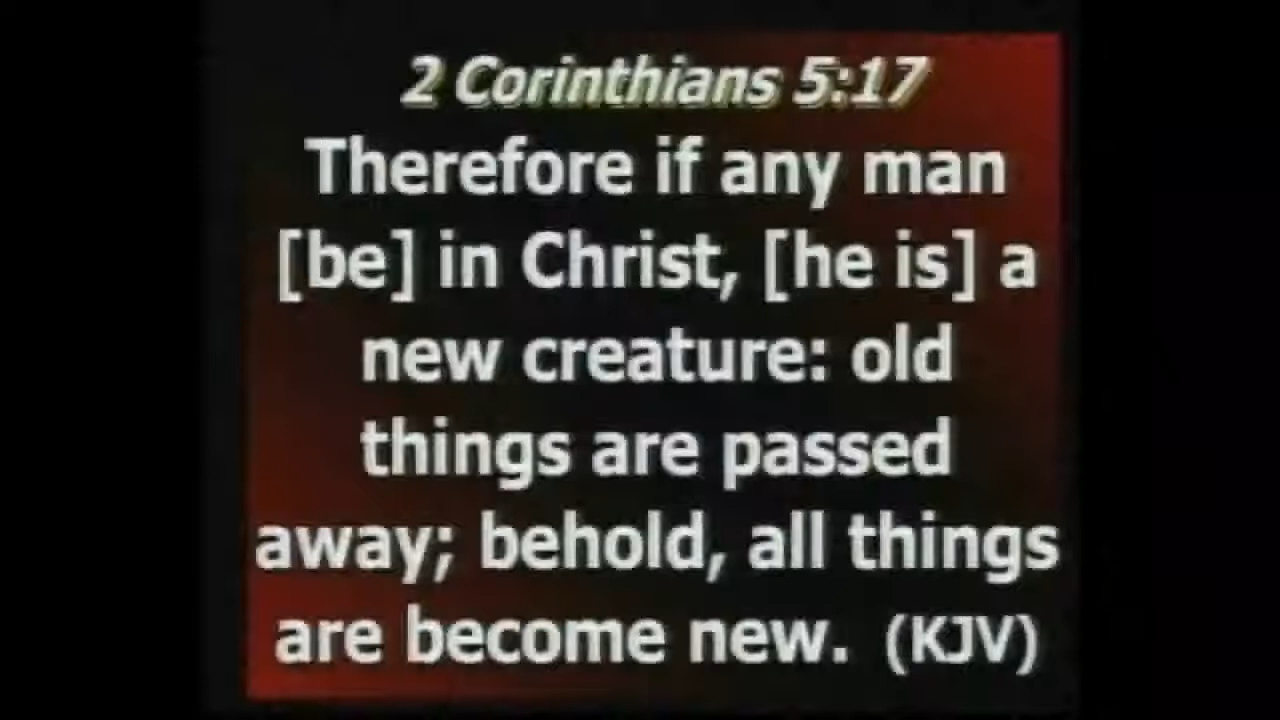 2 Corinthians 5:17
Therefore if any man
[be] in Christ, [he is] a
new creature: old
things are passed
away; behold, all things
are become new. (KJV)